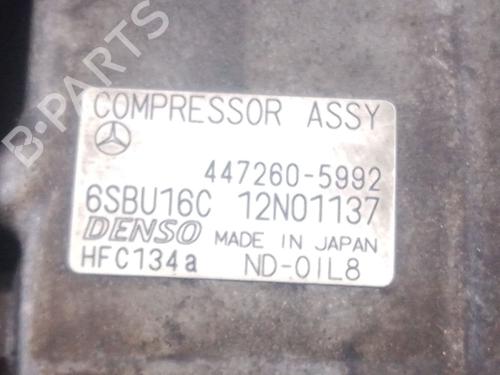 B-PARTS
COMPRESSOR ASSY
447260-5992
6SBU16C 12N01137
DENSO MADE IN JAPAN
HFC134a ND-OIL8